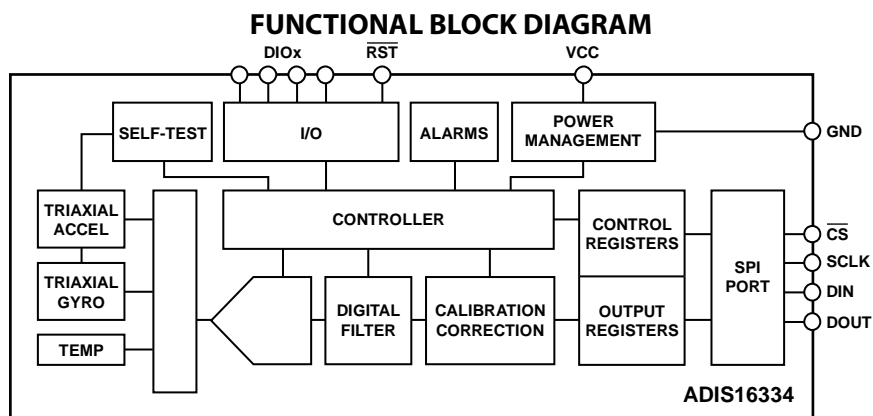 FUNCTIONAL BLOCK DIAGRAM
DIOx
RST
VCC
SELF-TEST
I/O
ALARMS
POWER
MANAGEMENT
GND
TRIAXIAL
ACCEL
CONTROLLER
CONTROL
REGISTERS
CS
SCLK
TRIAXIAL
GYRO
SPI
PORT
DIN
DIGITAL
FILTER
CALIBRATION
CORRECTION
OUTPUT
REGISTERS
DOUT
TEMP
ADIS16334